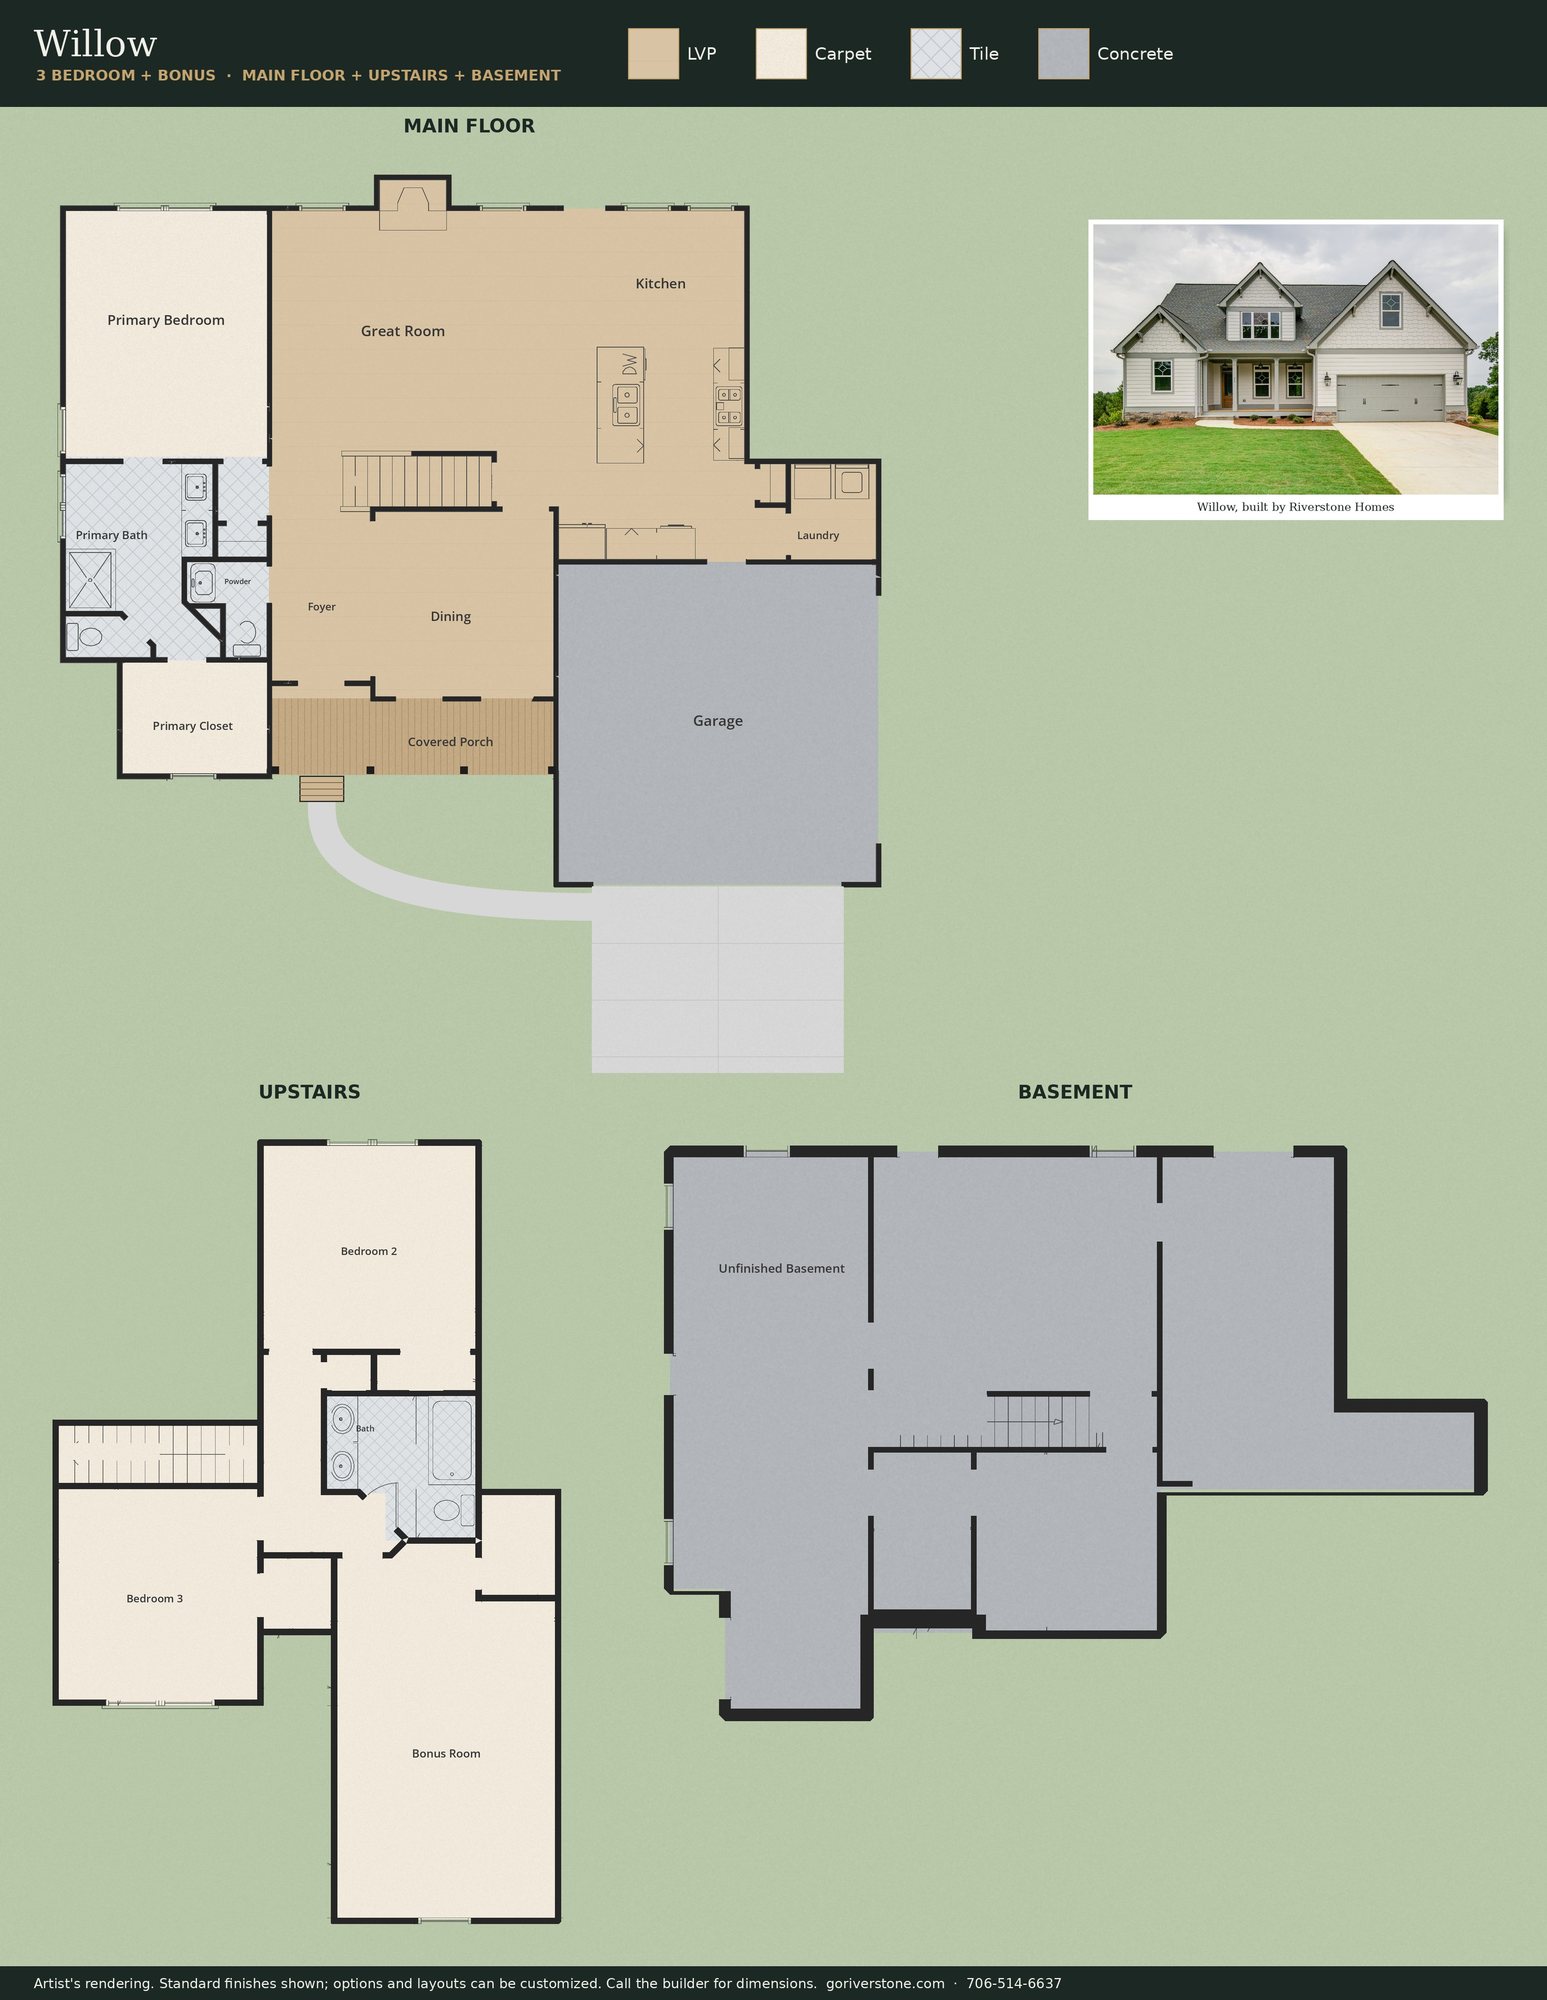 Willow
3 BEDROOM + BONUS · MAIN FLOOR + UPSTAIRS + BASEMENT
LVP
Carpet
Tile
Concrete
MAIN FLOOR
Kitchen
Primary Bedroom
Great Room
DW
Primary Bath
Laundry
Powder
Foyer
Dining
Primary Closet
Garage
Covered Porch
Willow, built by Riverstone Homes
UPSTAIRS
BASEMENT
Bedroom 2
Unfinished Basement
Bath
Bedroom 3
Bonus Room
Artist's rendering. Standard finishes shown; options and layouts can be customized. Call the builder for dimensions. goriverstone.com · 706-514-6637